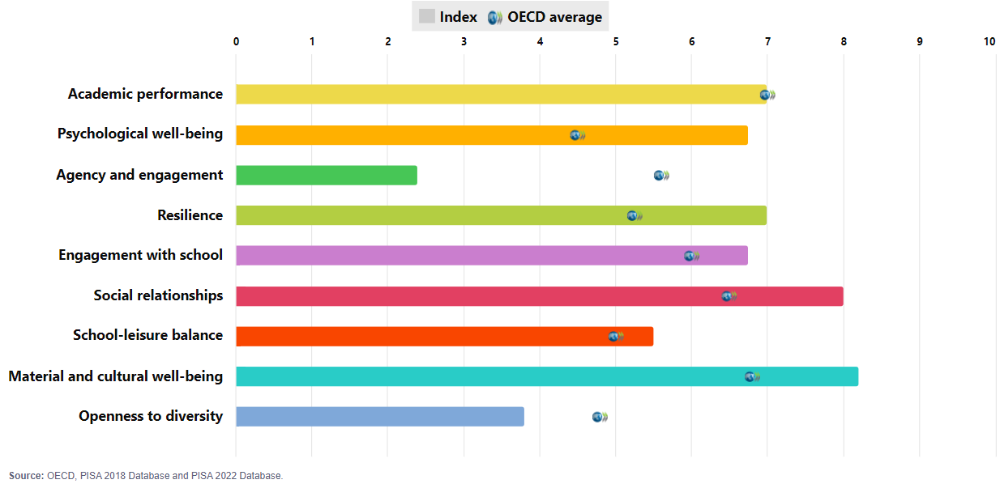 Index OECD average
0 1 2 3 4 5 6 7 8 9 10
Academic performance
Psychological well-being
Agency and engagement
Resilience
Engagement with school
Social relationships
School-leisure balance
Material and cultural well-being
Openness to diversity
Source: OECD, PISA 2018 Database and PISA 2022 Database.